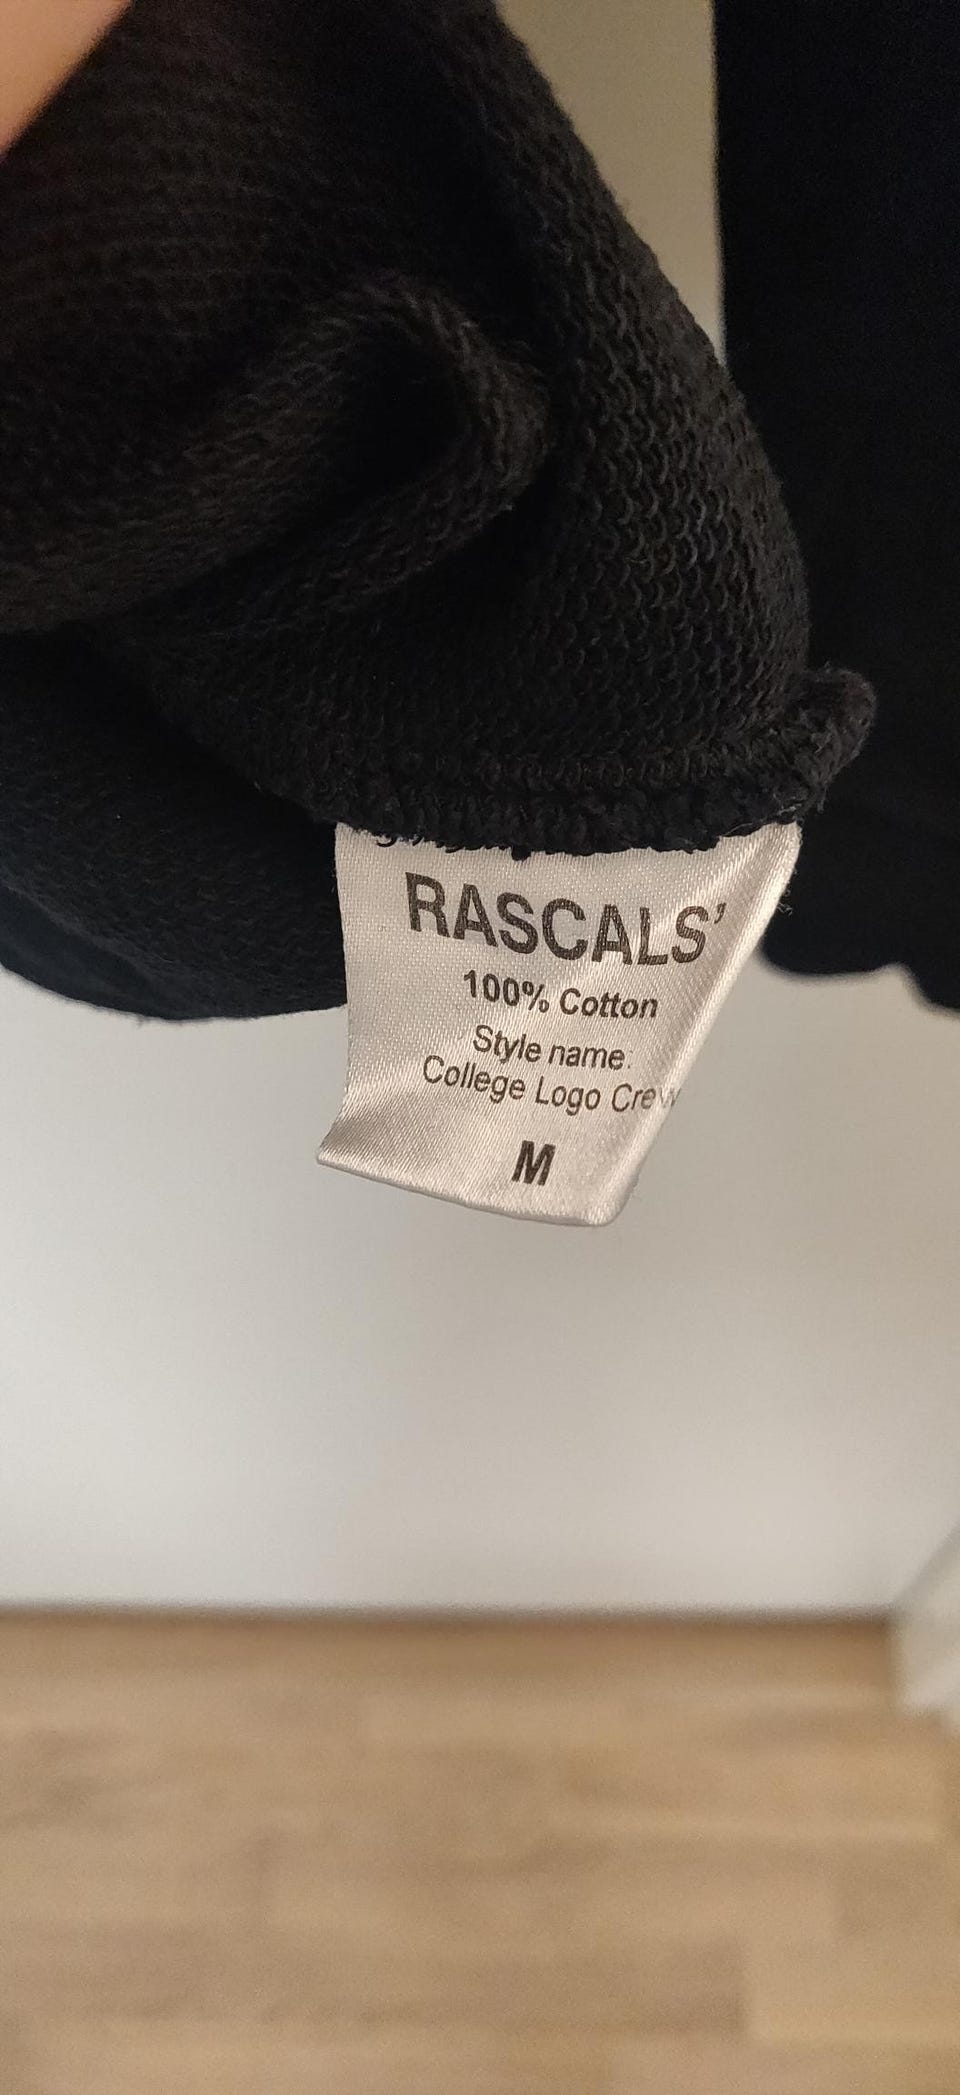 RASCALS'
100% Cotton
Style name:
College Logo Crew
M